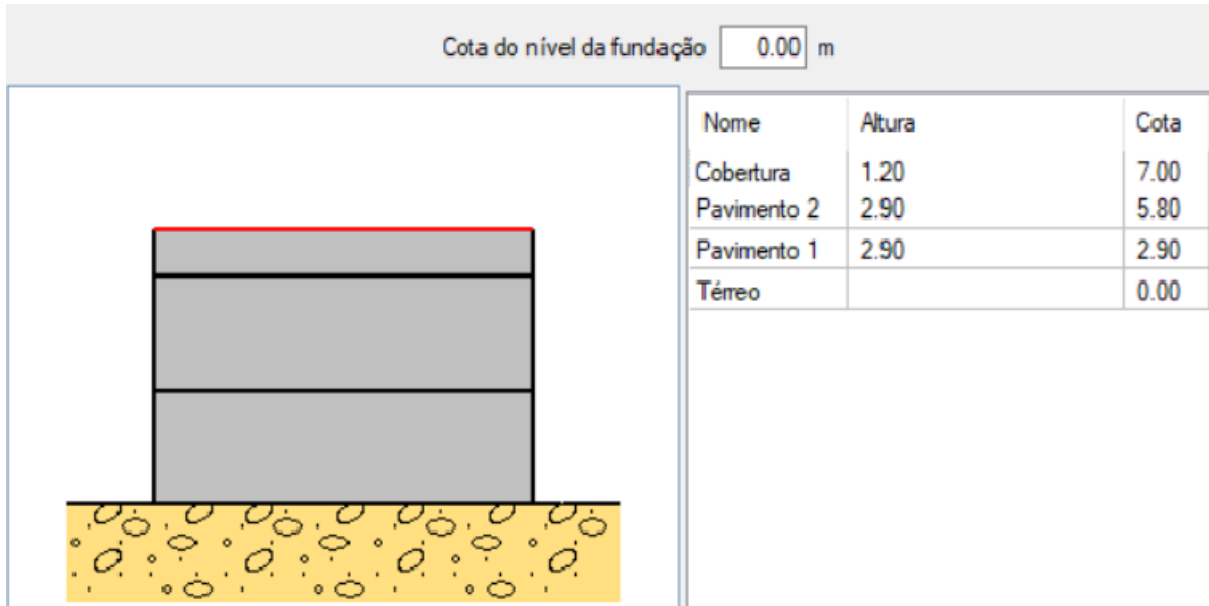 Cota do nível da fundação 0.00 m
Nome Altura Cota
Cobertura 1.20 7.00
Pavimento 2 2.90 5.80
Pavimento 1 2.90 2.90
Térreo 0.00